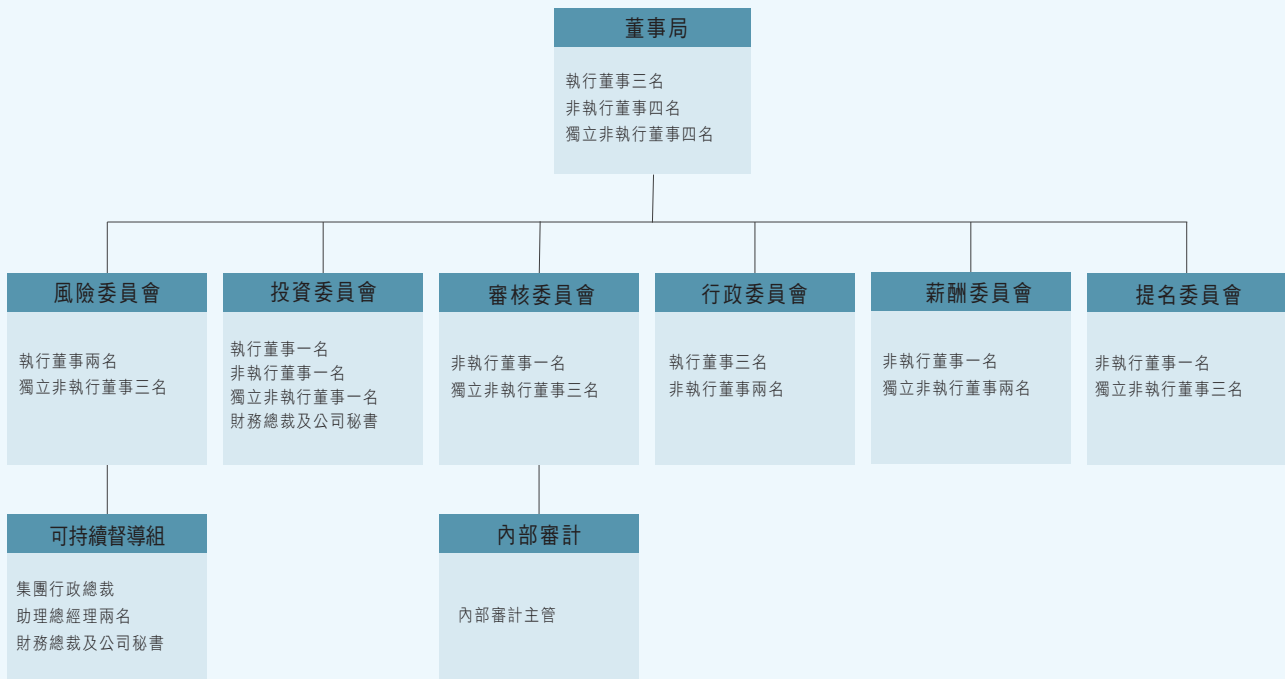 董事局
執行董事三名
非執行董事四名
獨立非執行董事四名
風險委員會
執行董事兩名
獨立非執行董事三名
投資委員會
執行董事一名
非執行董事一名
獨立非執行董事一名
財務總裁及公司秘書
審核委員會
非執行董事一名
獨立非執行董事三名
行政委員會
執行董事三名
非執行董事兩名
薪酬委員會
非執行董事一名
獨立非執行董事兩名
提名委員會
非執行董事一名
獨立非執行董事三名
可持續督導組
集團行政總裁
助理總經理兩名
財務總裁及公司秘書
內部審計
內部審計主管